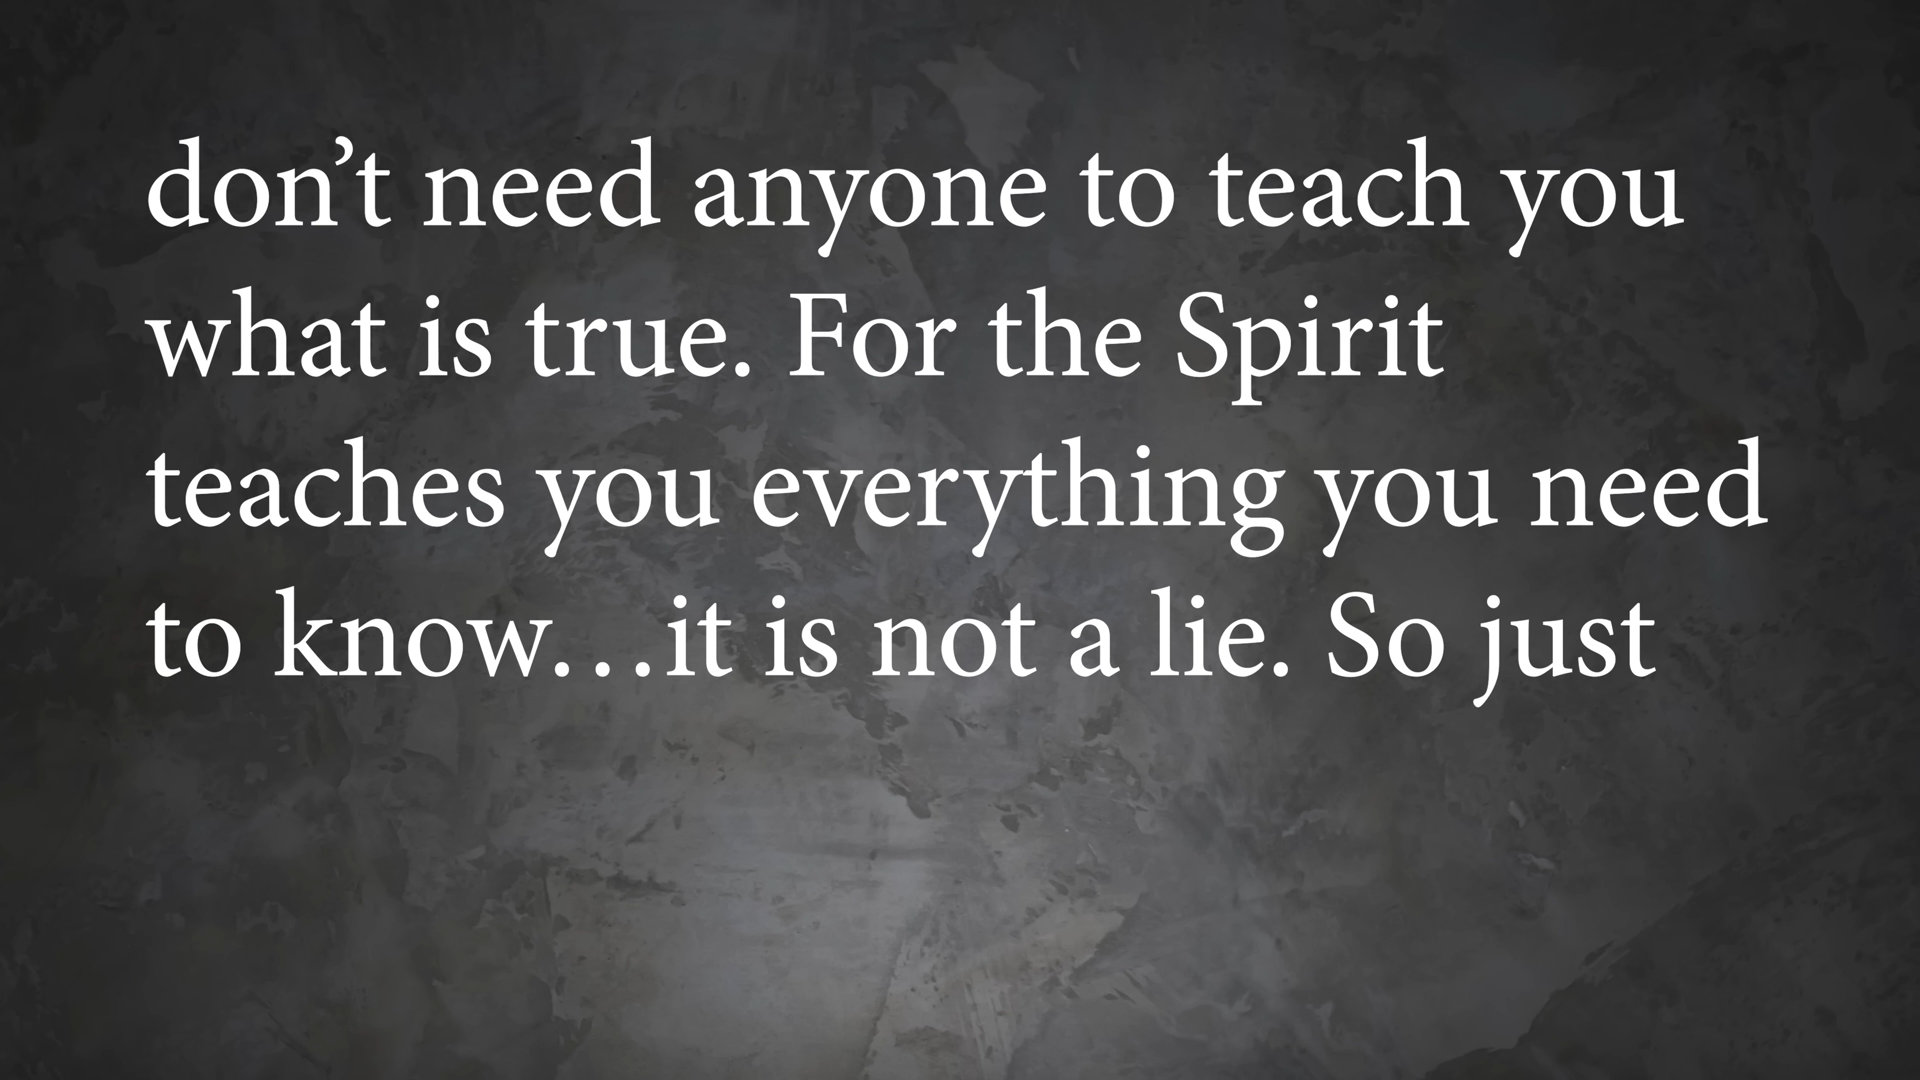 don’t need anyone to teach you
what is true. For the Spirit
teaches you everything you need
to know…it is not a lie. So just